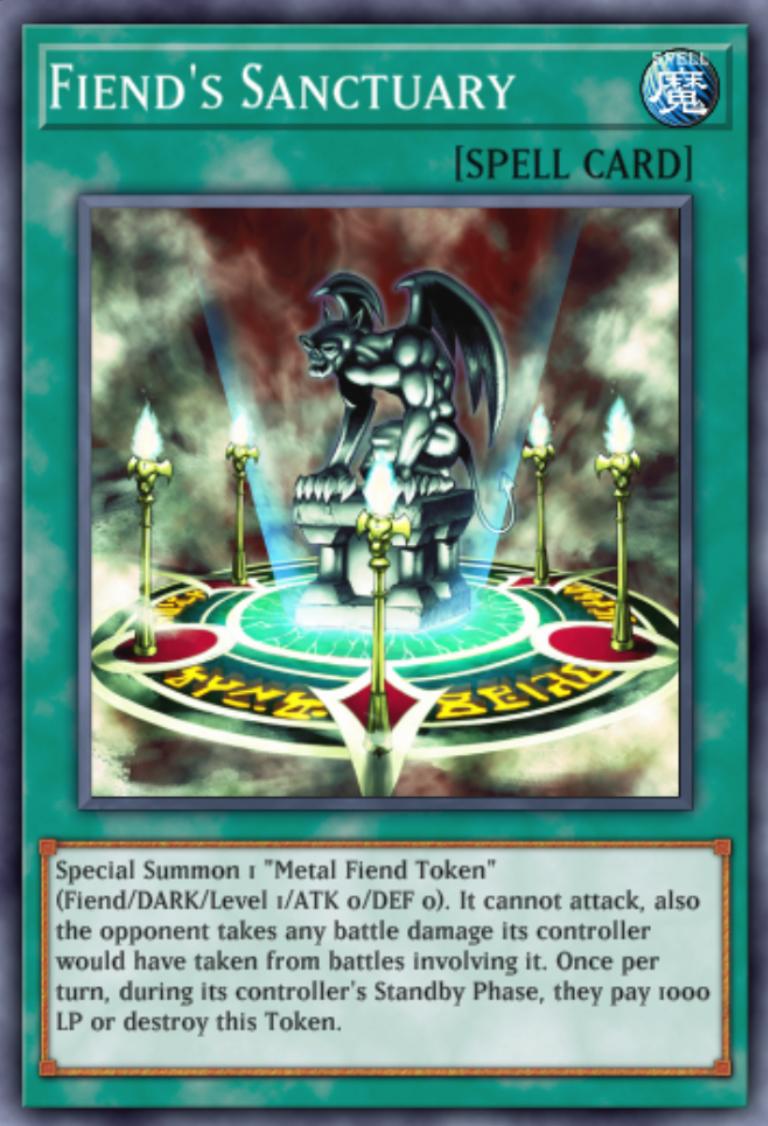 FIEND'S SANCTUARY
SPELL
魔
[SPELL CARD]
Special Summon 1 "Metal Fiend Token"
(Fiend/DARK/Level 1/ATK 0/DEF 0). It cannot attack, also
the opponent takes any battle damage its controller
would have taken from battles involving it. Once per
turn, during its controller's Standby Phase, they pay 1000
LP or destroy this Token.